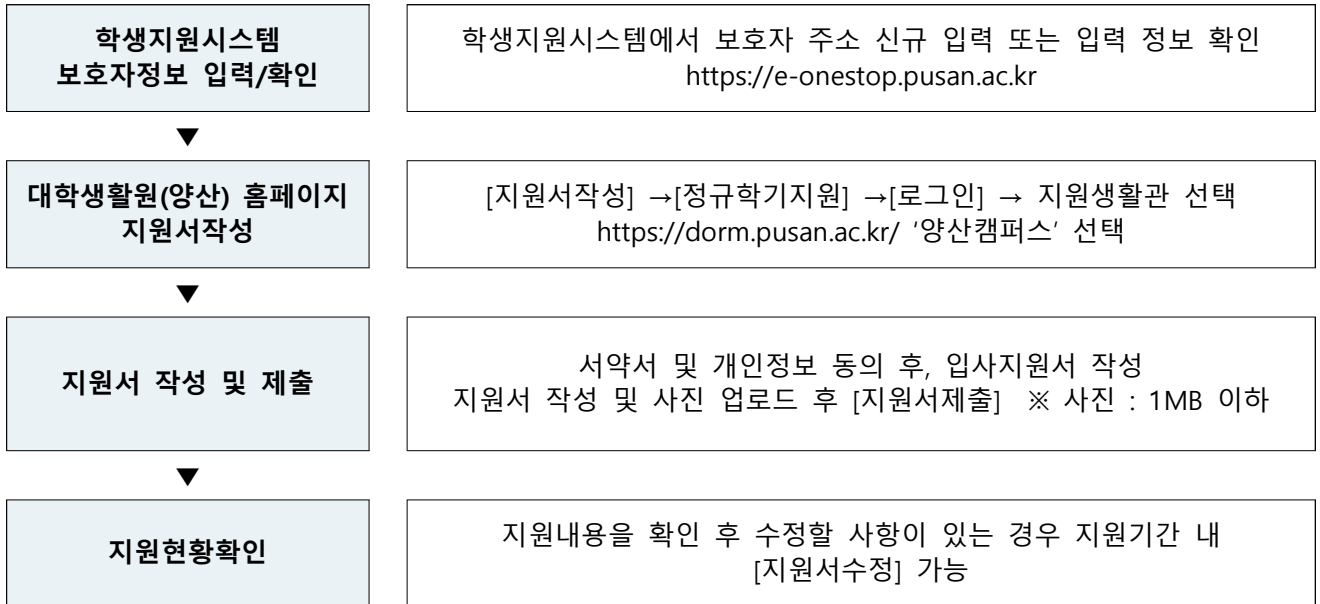 학생지원시스템
보호자정보 입력/확인
학생지원시스템에서 보호자 주소 신규 입력 또는 입력 정보 확인
https://e-onestop.pusan.ac.kr
▼
대학생활원(양산) 홈페이지
지원서작성
[지원서작성] →[정규학기지원] →[로그인] → 지원생활관 선택
https://dorm.pusan.ac.kr/ ‘양산캠퍼스’ 선택
▼
지원서 작성 및 제출
서약서 및 개인정보 동의 후, 입사지원서 작성
지원서 작성 및 사진 업로드 후 [지원서제출] ※ 사진 : 1MB 이하
▼
지원현황확인
지원내용을 확인 후 수정할 사항이 있는 경우 지원기간 내
[지원서수정] 가능